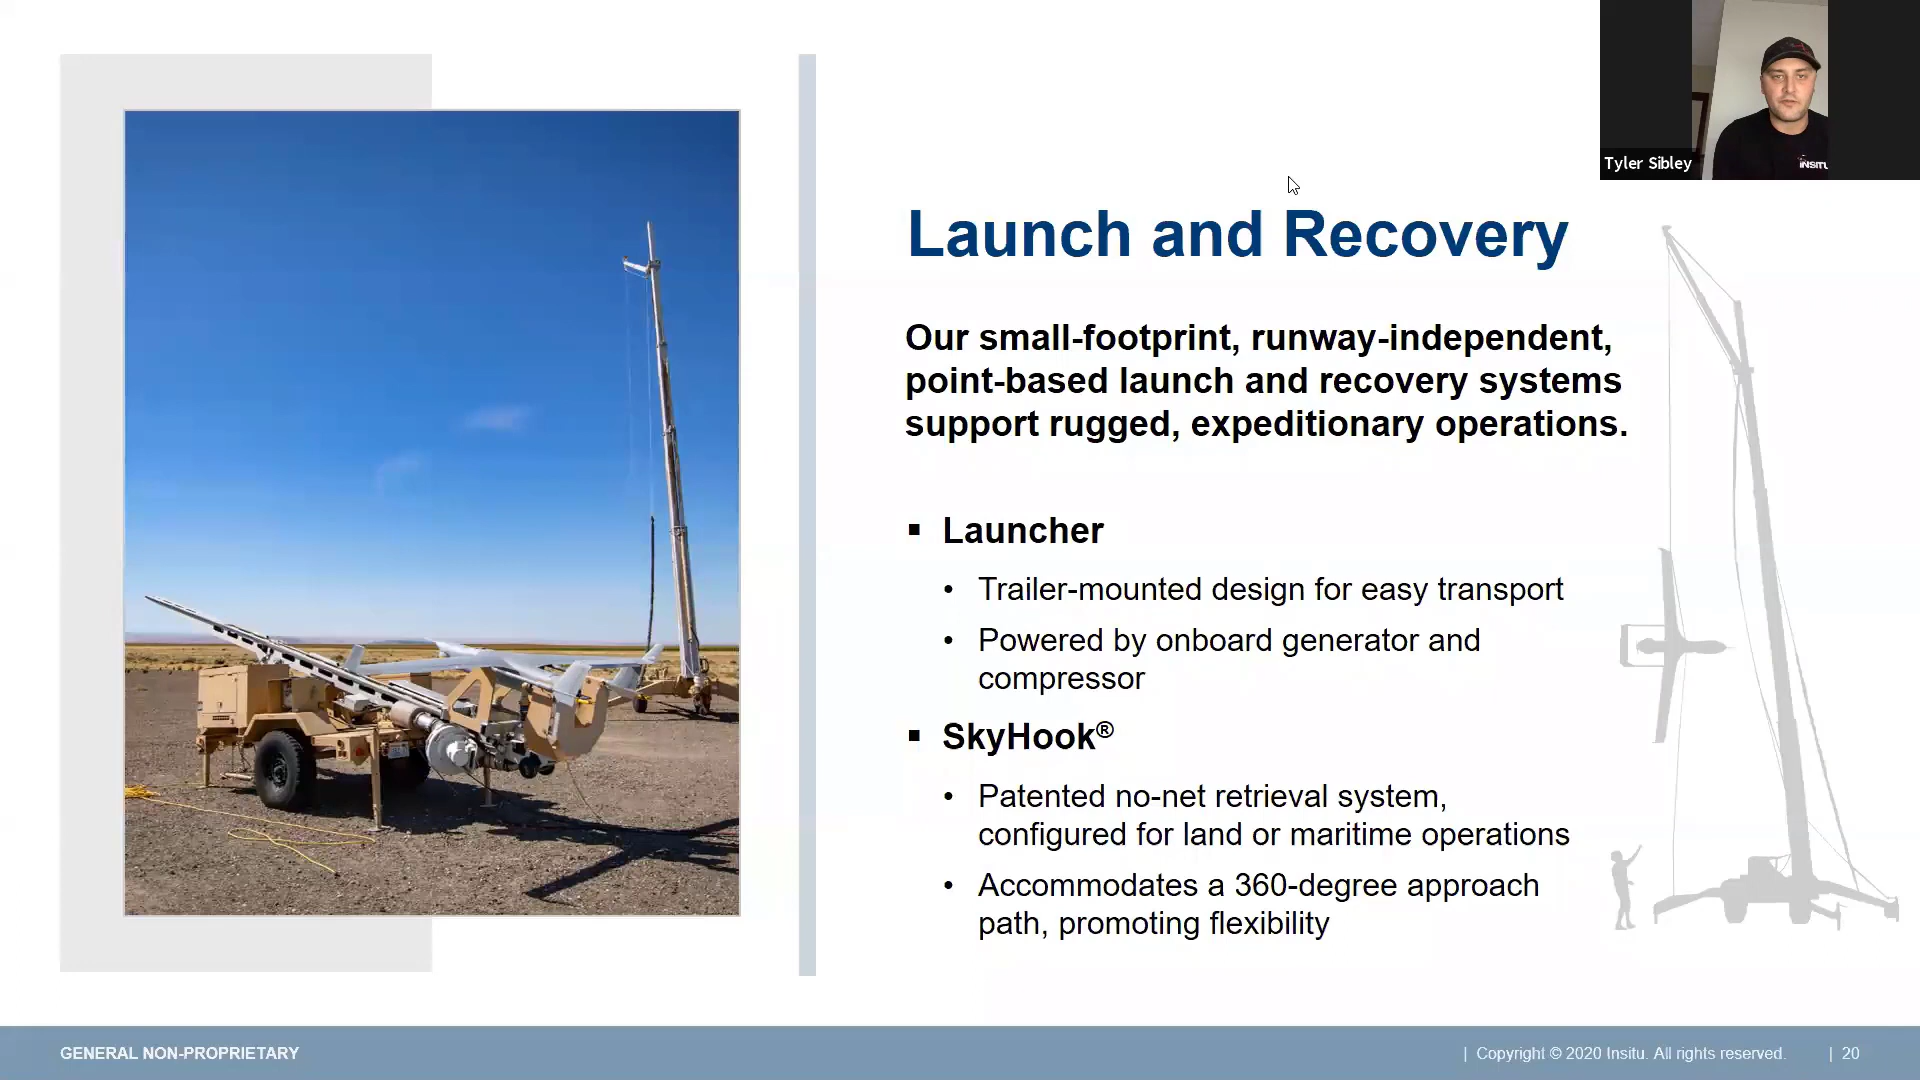 Tyler Sibley
INSITU
Launch and Recovery
Our small-footprint, runway-independent,
point-based launch and recovery systems
support rugged, expeditionary operations.
▪ Launcher
• Trailer-mounted design for easy transport
• Powered by onboard generator and
compressor
▪ SkyHook®
• Patented no-net retrieval system,
configured for land or maritime operations
• Accommodates a 360-degree approach
path, promoting flexibility
GENERAL NON-PROPRIETARY
| Copyright © 2020 Insitu. All rights reserved. | 20